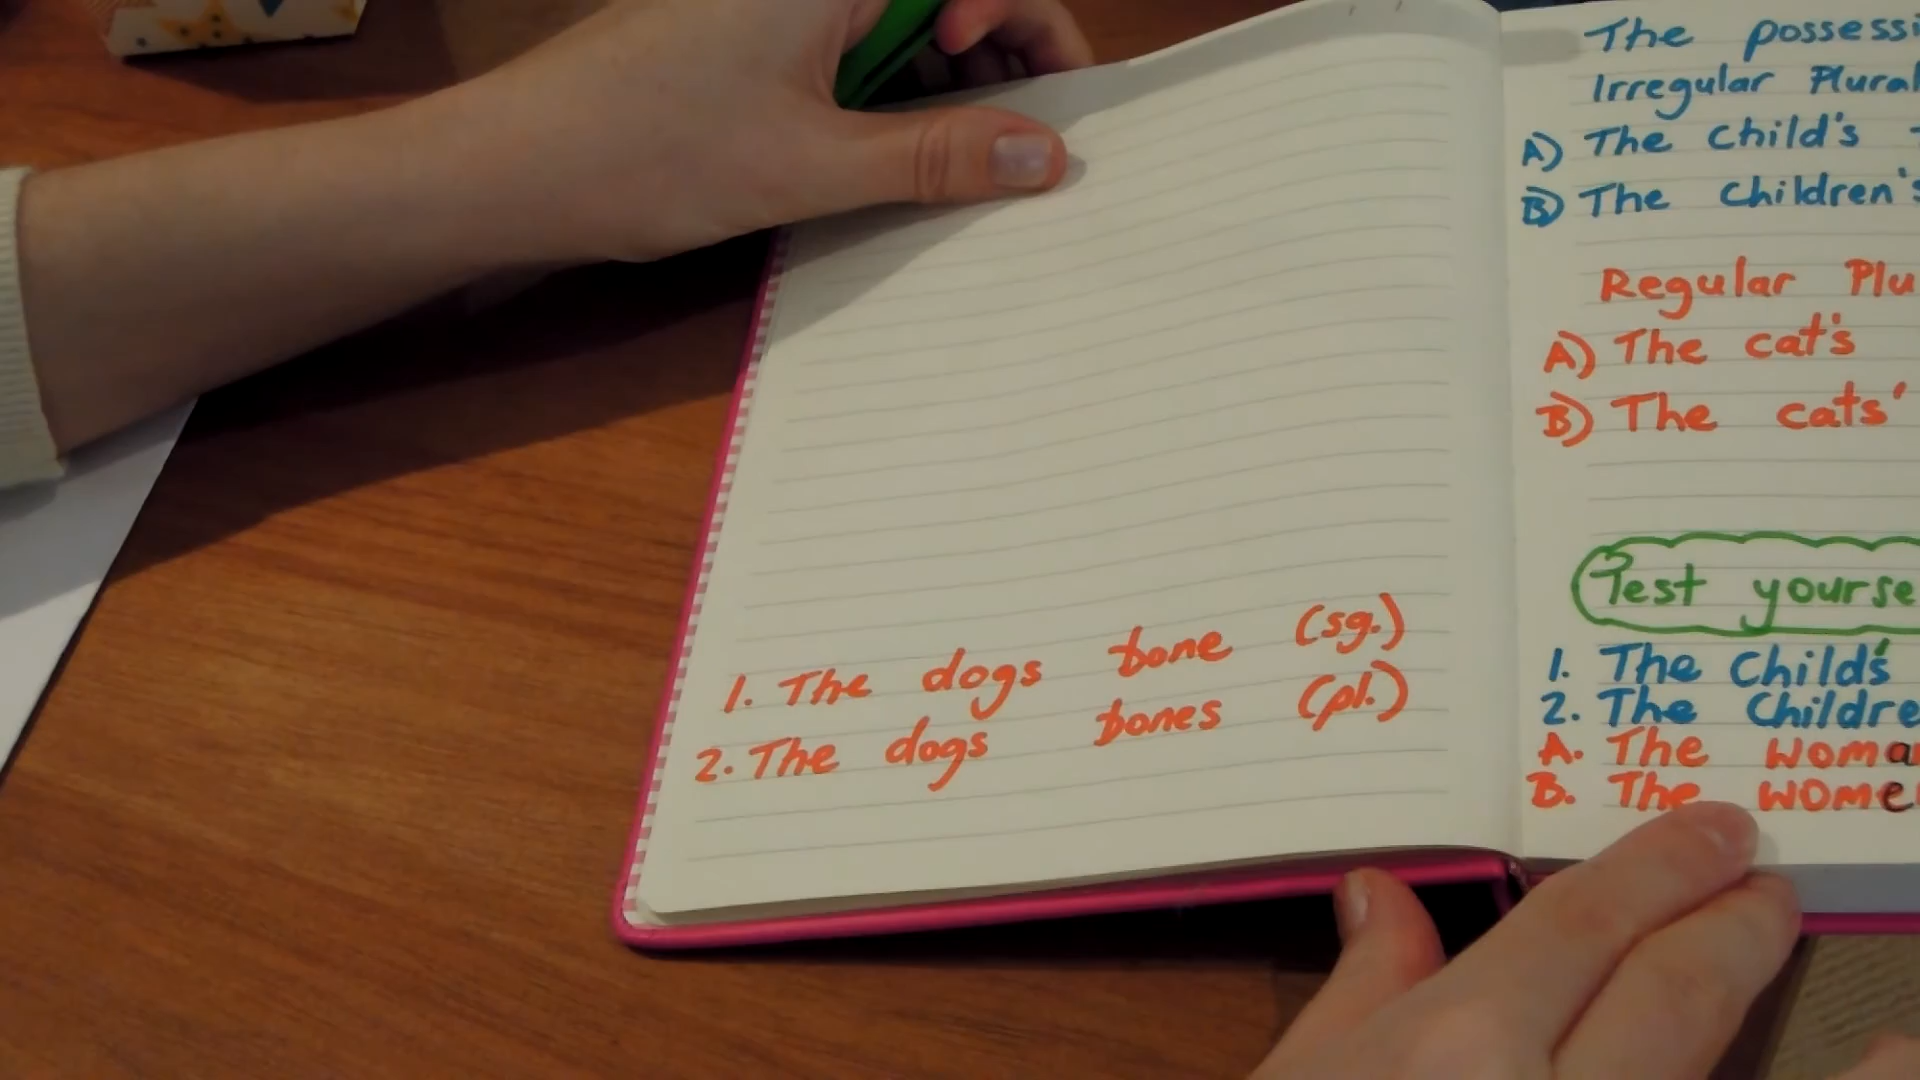 1. The dogs bone (sg.)
2. The dogs bones (pl.)
The possessi
Irregular Plural
A) The Child's
B) The Children's
Regular Plu
A) The cat's
B) The cats'
Test yourse
1. The Child's
2. The Childre
A. The woma
B. The women